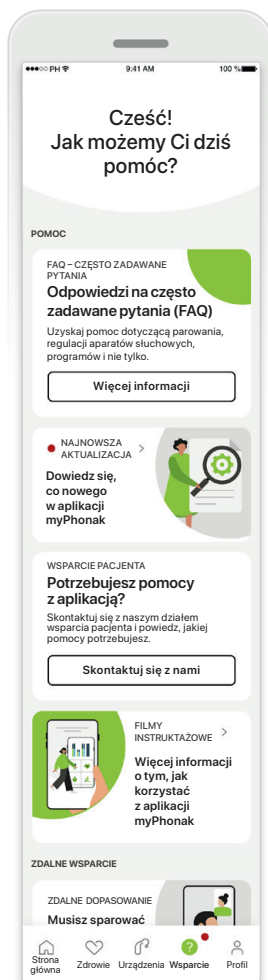 PH
9:41 AM
100 %
Cześć!
Jak możemy Ci dziś
pomóc?
POMOC
FAQ – CZĘSTO ZADAWANE
PYTANIA
Odpowiedzi na często
zadawane pytania (FAQ)
Uzyskaj pomoc dotyczącą parowania,
regulacji aparatów słuchowych,
programów i nie tylko.
Więcej informacji
NAJNOWSZA
AKTUALIZACJA
Dowiedz się,
co nowego
w aplikacji
myPhonak
WSPARCIE PACJENTA
Potrzebujesz pomocy
z aplikacją?
Skontaktuj się z naszym działem
wsparcia pacjenta i powiedz, jakiej
pomocy potrzebujesz.
Skontaktuj się z nami
FILMY
INSTRUKTAŻOWE
Więcej informacji
o tym, jak
korzystać
z aplikacji
myPhonak
ZDALNE WSPARCIE
ZDALNE DOPASOWANIE
Musisz sparować
Strona
główna
Zdrowie
Urządzenia
Wsparcie
Profil